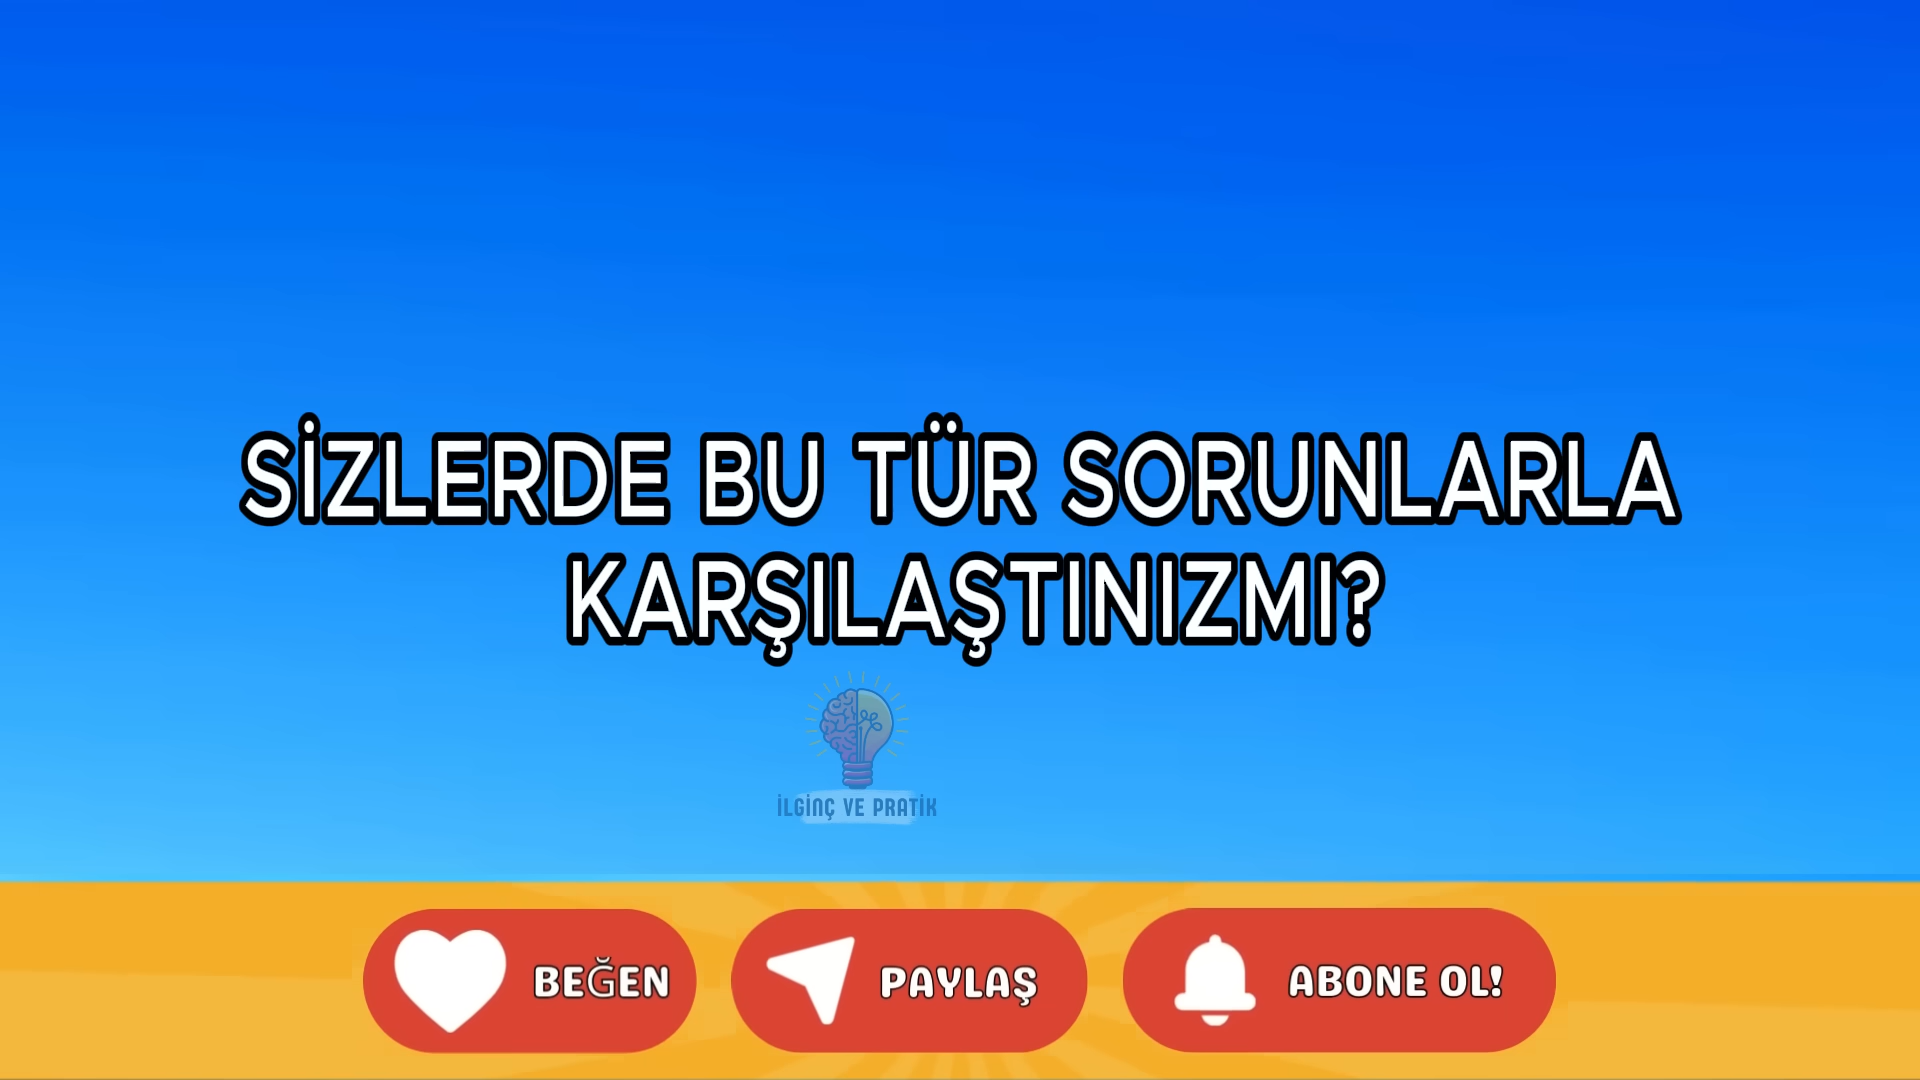 SİZLERDE BU TÜR SORUNLARLA
KARŞILAŞTINIZMI?
İLGİNÇ VE PRATİK
BEĞEN
PAYLAŞ
ABONE OL!